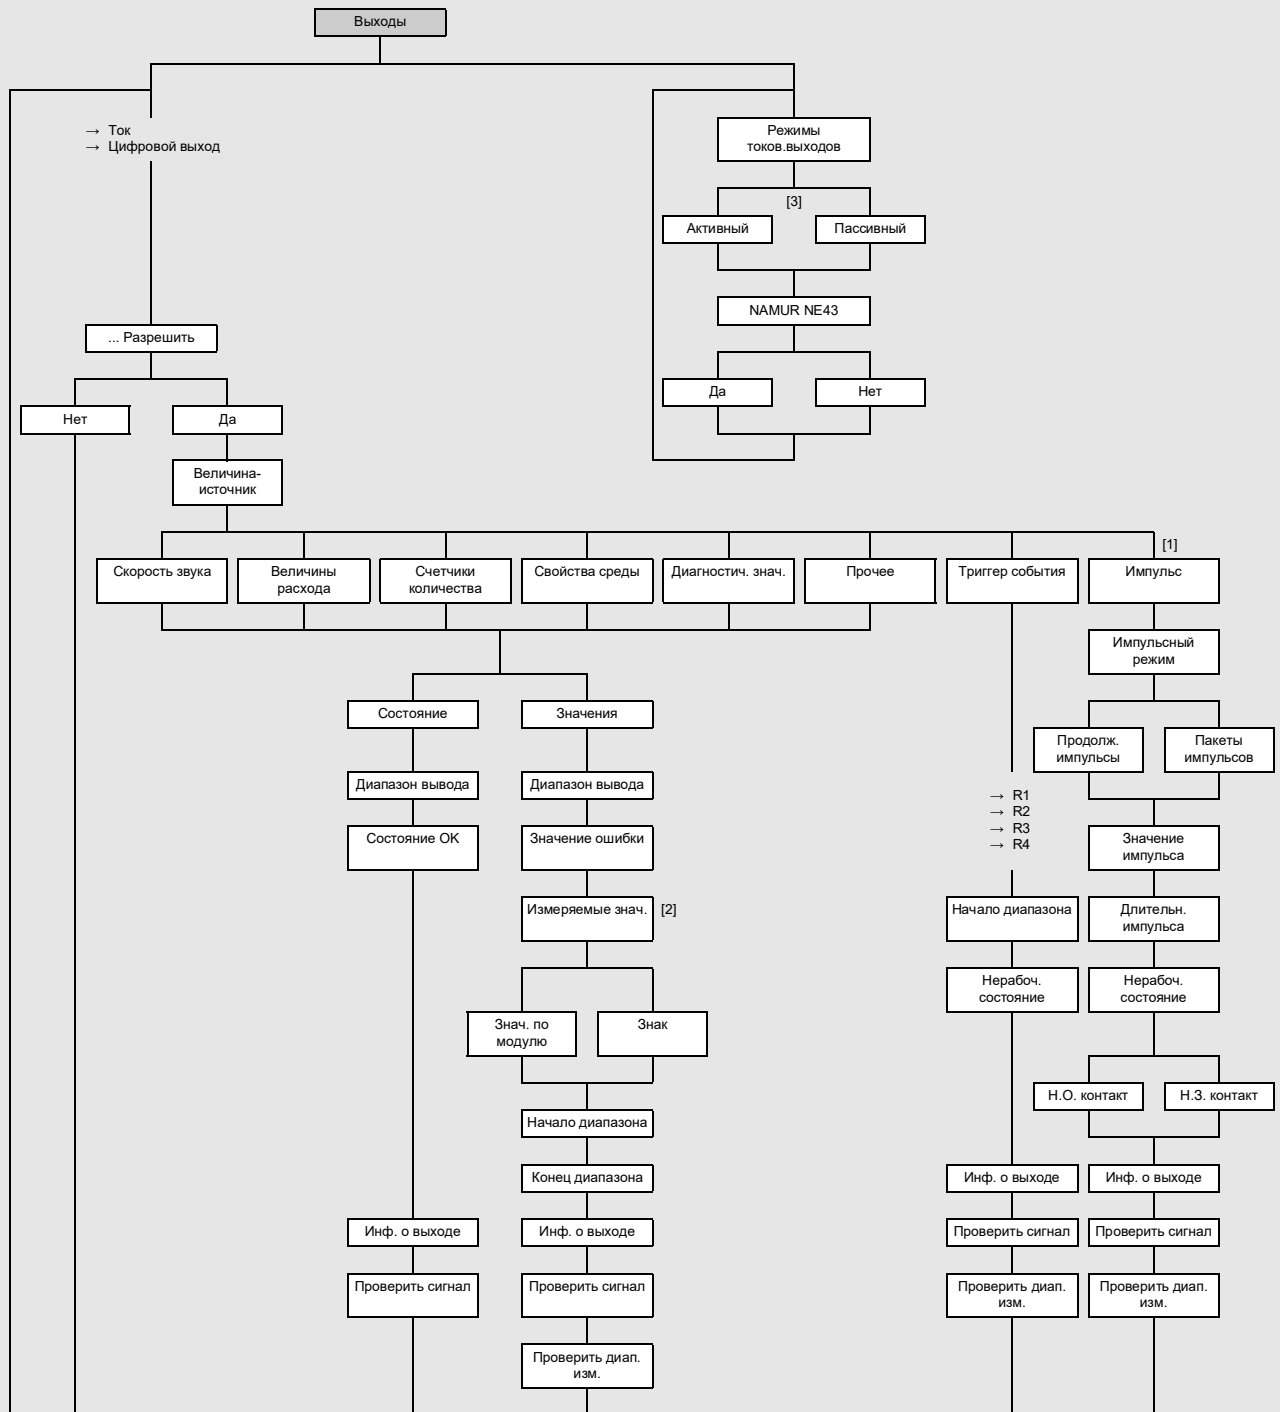 Выходы
→ Ток
→ Цифровой выход
Режимы
токов.выходов
[3]
Активный
Пассивный
NAMUR NE43
... Разрешить
Да
Нет
Нет
Да
Величина-
источник
[1]
Скорость звука
Величины
расхода
Счетчики
количества
Свойства среды
Диагностич. знач.
Прочее
Триггер события
Импульс
Импульсный
режим
Состояние
Значения
Продолж.
импульсы
Пакеты
импульсов
Диапазон вывода
Диапазон вывода
→ R1
→ R2
→ R3
→ R4
Состояние OK
Значение ошибки
Значение
импульса
Измеряемые знач.
[2]
Начало диапазона
Длительн.
импульса
Нерабоч.
состояние
Нерабоч.
состояние
Знач. по
модулю
Знак
Н.О. контакт
Н.З. контакт
Начало диапазона
Конец диапазона
Инф. о выходе
Инф. о выходе
Инф. о выходе
Инф. о выходе
Проверить сигнал
Проверить сигнал
Проверить сигнал
Проверить сигнал
Проверить диап.
изм.
Проверить диап.
изм.
Проверить диап.
изм.